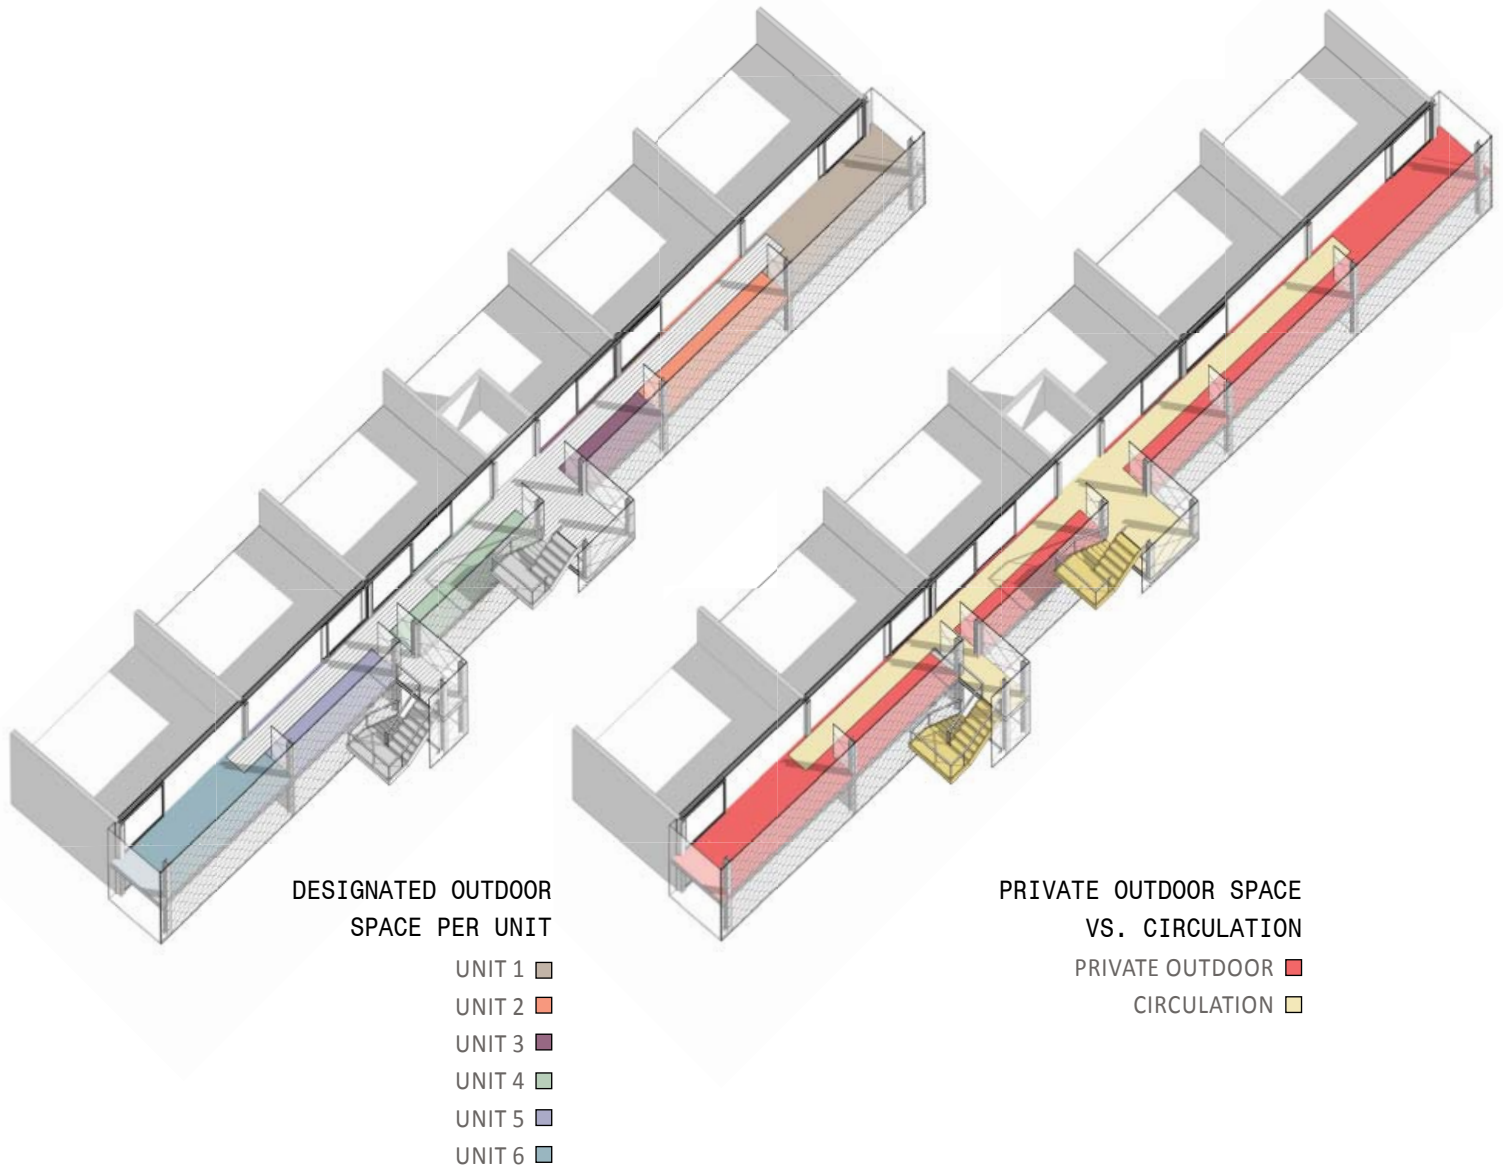 DESIGNATED OUTDOOR
SPACE PER UNIT
UNIT 1
UNIT 2
UNIT 3
UNIT 4
UNIT 5
UNIT 6
PRIVATE OUTDOOR SPACE
VS. CIRCULATION
PRIVATE OUTDOOR
CIRCULATION